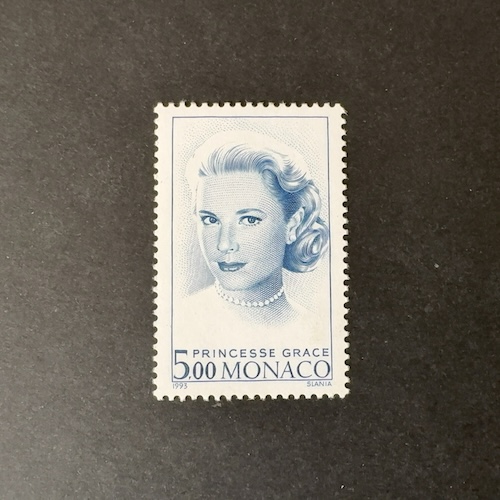 PRINCESSE GRACE
5,00 MONACO
1993 SLANIA